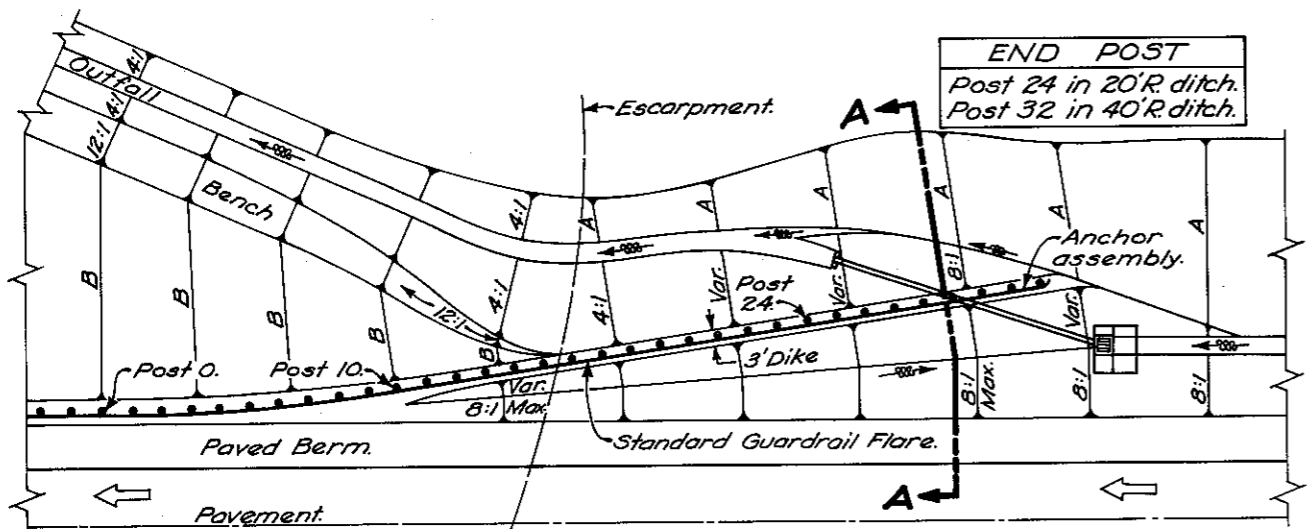 END POST
Post 24 in 20'R. ditch.
Post 32 in 40'R. ditch.
Escarpment.
A
Outfall
4:1
4:1
12:1
Bench
4:1
A
A
A
A
A
A
8:1
Anchor assembly.
B
B
B
B
12:1
4:1
B
4:1
Var.
Post 24.
Var.
Var.
Post 0.
Post 10.
3' Dike
Var.
8:1 Max.
8:1 Max.
8:1
8:1
Standard Guardrail Flare.
Paved Berm.
A
Pavement.